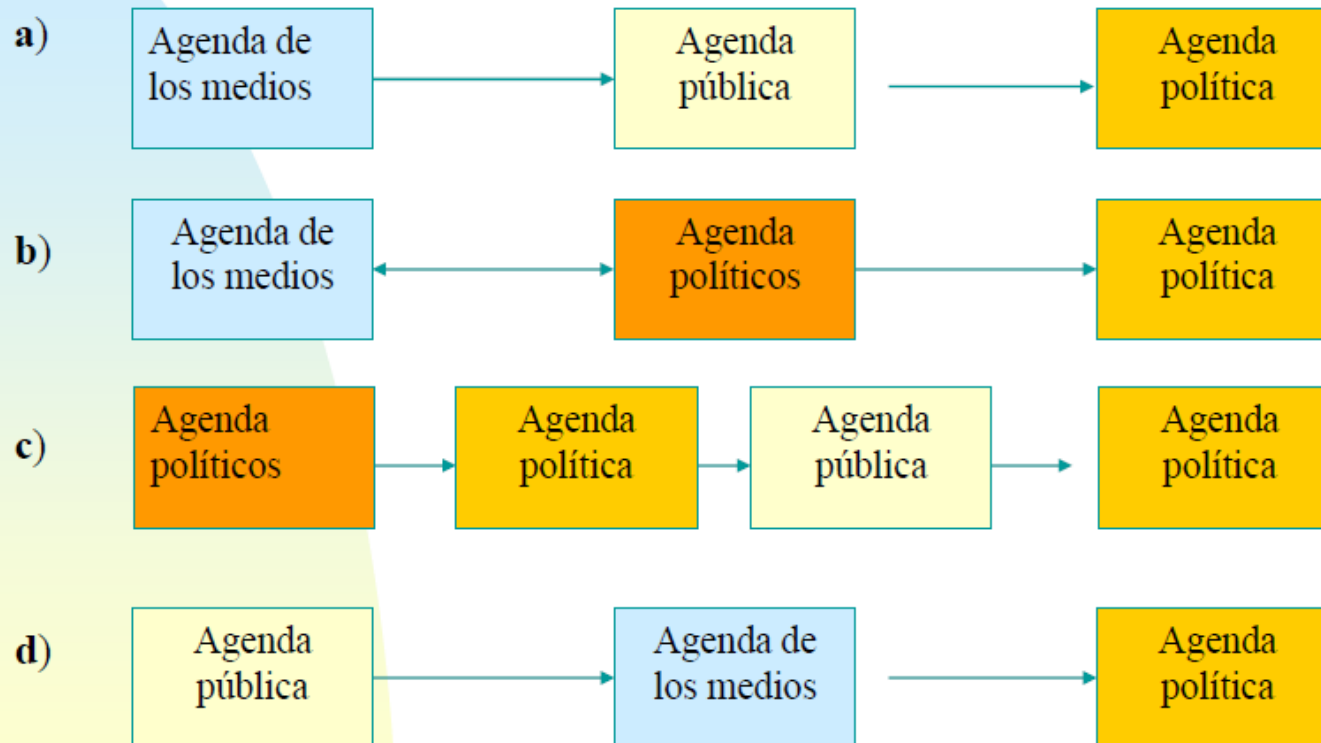 a)
Agenda de
los medios
Agenda
pública
Agenda
política
b)
Agenda de
los medios
Agenda
políticos
Agenda
política
c)
Agenda
políticos
Agenda
política
Agenda
pública
Agenda
política
d)
Agenda
pública
Agenda de
los medios
Agenda
política